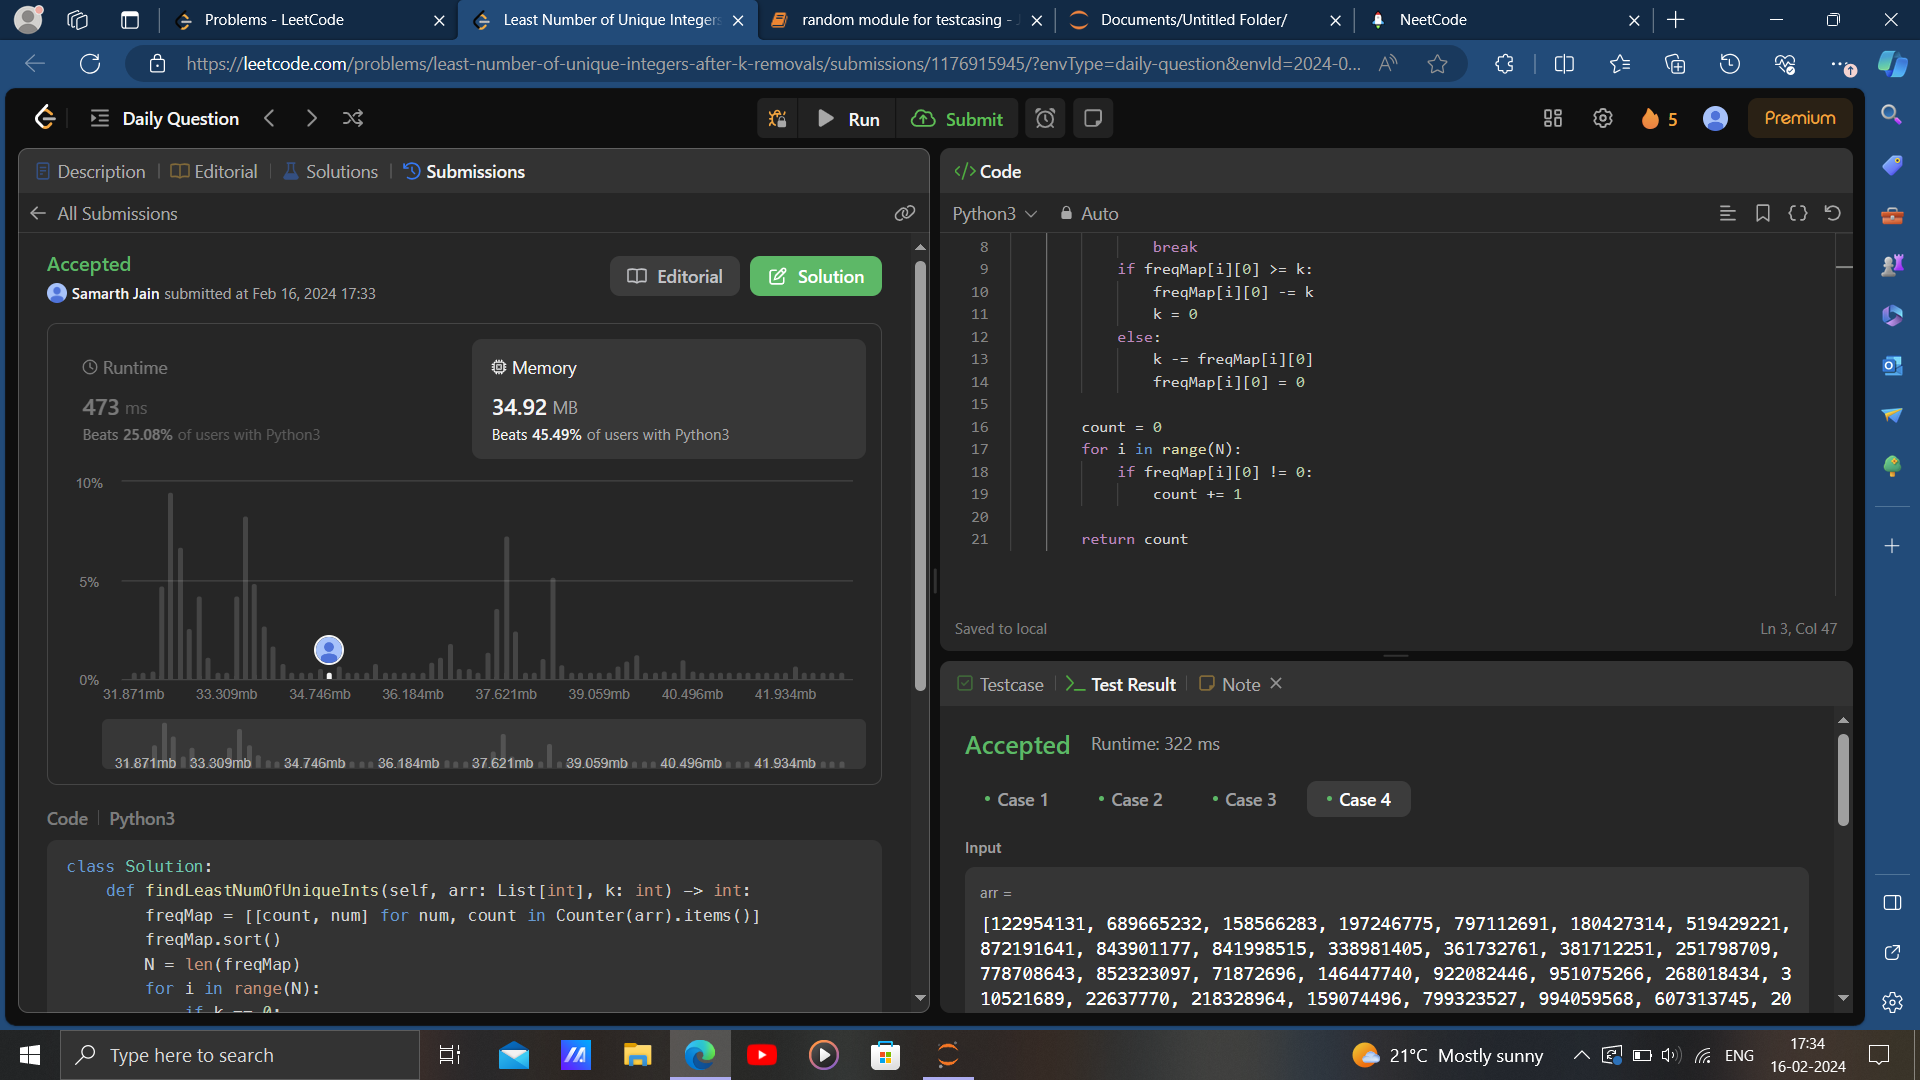 Problems - LeetCode
Least Number of Unique Integers
random module for testcasing -
Documents/Untitled Folder/
NeetCode
https://leetcode.com/problems/least-number-of-unique-integers-after-k-removals/submissions/1176915945/?envType=daily-question&envId=2024-0...
Daily Question
Run
Submit
5
Premium
Description
Editorial
Solutions
Submissions
All Submissions
Accepted
Samarth Jain submitted at Feb 16, 2024 17:33
Editorial
Solution
Runtime
473 ms
Beats 25.08% of users with Python3
Memory
34.92 MB
Beats 45.49% of users with Python3
10%
5%
0%
31.871mb 33.309mb 34.746mb 36.184mb 37.621mb 39.059mb 40.496mb 41.934mb
31.871mb 33.309mb 34.746mb 36.184mb 37.621mb 39.059mb 40.496mb 41.934mb
Code
Python3
class Solution:
def findLeastNumOfUniqueInts(self, arr: List[int], k: int) -> int:
freqMap = [[count, num] for num, count in Counter(arr).items()]
freqMap.sort()
N = len(freqMap)
for i in range(N):
if k == 0:
</> Code
Python3
Auto
8 break
9 if freqMap[i][0] >= k:
10 freqMap[i][0] -= k
11 k = 0
12 else:
13 k -= freqMap[i][0]
14 freqMap[i][0] = 0
15
16 count = 0
17 for i in range(N):
18 if freqMap[i][0] != 0:
19 count += 1
20
21 return count
Saved to local
Ln 3, Col 47
Testcase
Test Result
Note
Accepted
Runtime: 322 ms
Case 1
Case 2
Case 3
Case 4
Input
arr =
[122954131, 689665232, 158566283, 197246775, 797112691, 180427314, 519429221,
872191641, 843901177, 841998515, 338981405, 361732761, 381712251, 251798709,
778708643, 852323097, 71872696, 146447740, 922082446, 951075266, 268018434, 3
10521689, 22637770, 218328964, 159074496, 799323527, 994059568, 607313745, 20
Type here to search
21°C Mostly sunny
ENG
17:34
16-02-2024